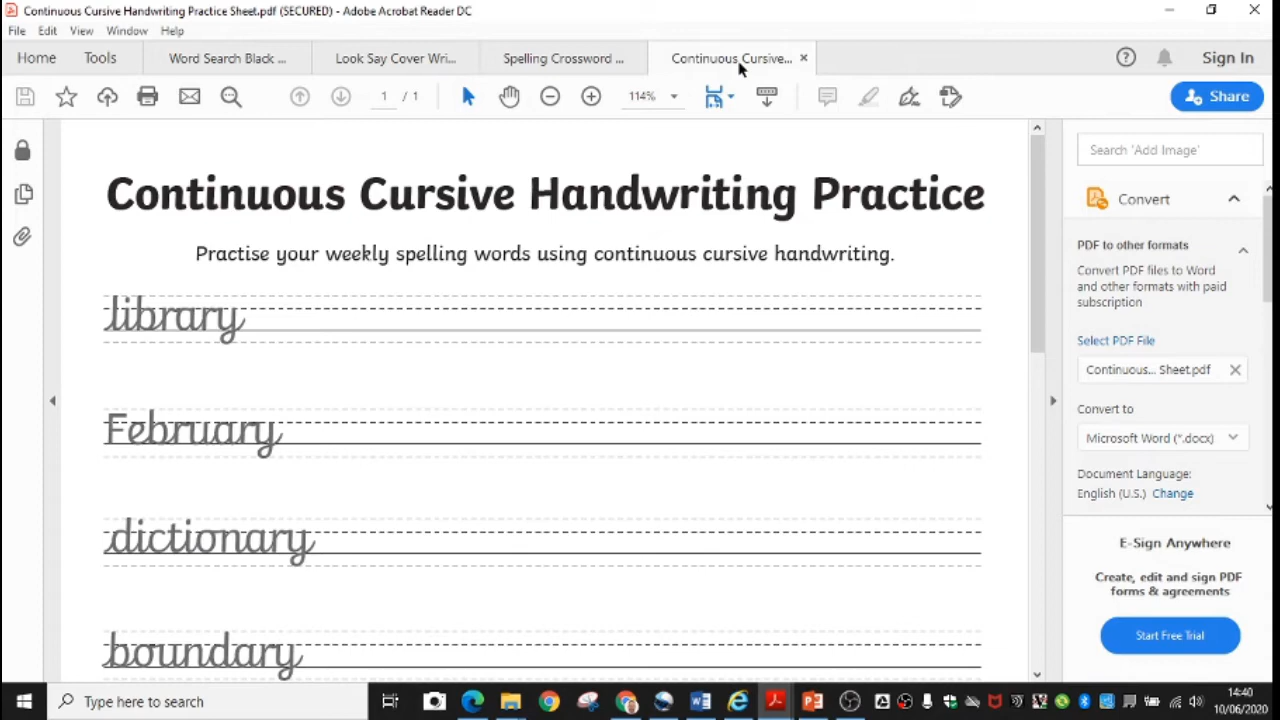 Continuous Cursive Handwriting Practice Sheet.pdf (SECURED) - Adobe Acrobat Reader DC
File Edit View Window Help
Home Tools Word Search Black ... Look Say Cover Wri... Spelling Crossword ... Continuous Cursive... Sign In
1 / 1 114% Share
Search 'Add Image'
Convert
PDF to other formats
Convert PDF files to Word
and other formats with paid
subscription
Select PDF File
Continuous... Sheet.pdf
Convert to
Microsoft Word (*.docx)
Document Language:
English (U.S.) Change
E-Sign Anywhere
Create, edit and sign PDF
forms & agreements
Start Free Trial
Continuous Cursive Handwriting Practice
Practise your weekly spelling words using continuous cursive handwriting.
library
February
dictionary
boundary
Type here to search
14:40
10/06/2020